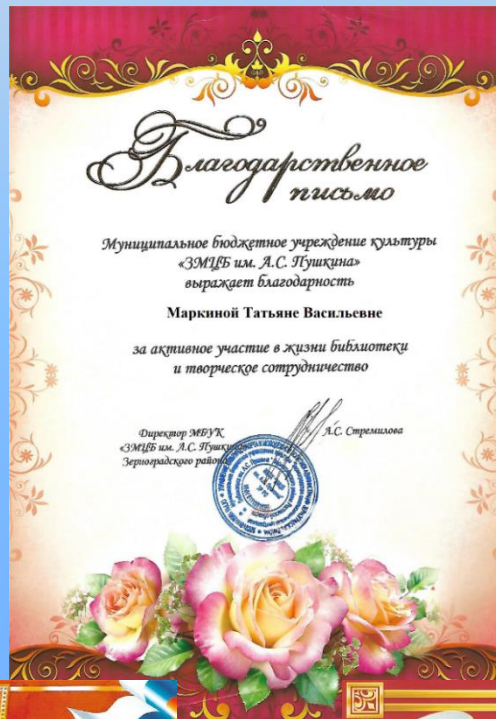 Благодарственное
письмо
Муниципальное бюджетное учреждение культуры
«ЗМЦБ им. А.С. Пушкина»
выражает благодарность
Маркиной Татьяне Васильевне
за активное участие в жизни библиотеки
и творческое сотрудничество
Директор МБУК
«ЗМЦБ им. А.С. Пушкина»
Зерноградского района
А.С. Стремилова